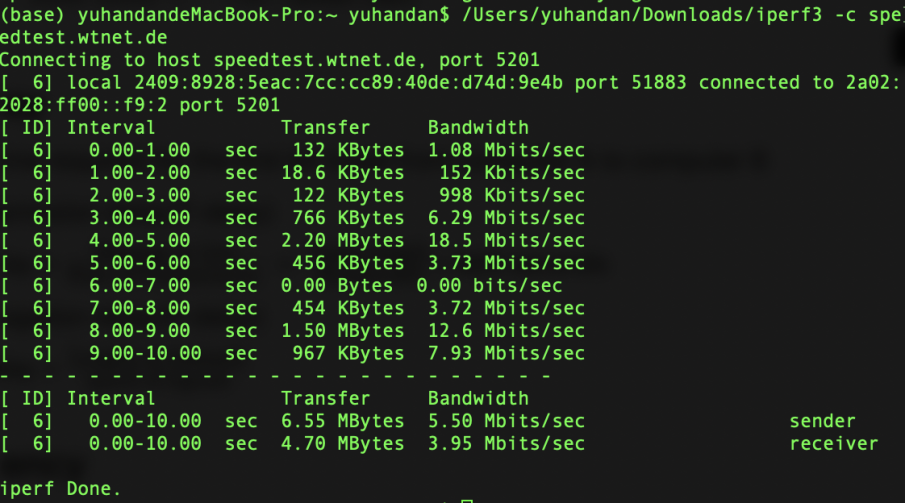 (base) yuhandandeMacBook-Pro:~ yuhandan$ /Users/yuhandan/Downloads/iperf3 -c spe
edtest.wtnet.de
Connecting to host speedtest.wtnet.de, port 5201
[  6] local 2409:8928:5eac:7cc:cc89:40de:d74d:9e4b port 51883 connected to 2a02:
2028:ff00::f9:2 port 5201
[ ID] Interval           Transfer     Bandwidth
[  6]   0.00-1.00   sec   132 KBytes  1.08 Mbits/sec
[  6]   1.00-2.00   sec  18.6 KBytes   152 Kbits/sec
[  6]   2.00-3.00   sec   122 KBytes   998 Kbits/sec
[  6]   3.00-4.00   sec   766 KBytes  6.29 Mbits/sec
[  6]   4.00-5.00   sec  2.20 MBytes  18.5 Mbits/sec
[  6]   5.00-6.00   sec   456 KBytes  3.73 Mbits/sec
[  6]   6.00-7.00   sec  0.00 Bytes  0.00 bits/sec
[  6]   7.00-8.00   sec   454 KBytes  3.72 Mbits/sec
[  6]   8.00-9.00   sec  1.50 MBytes  12.6 Mbits/sec
[  6]   9.00-10.00  sec   967 KBytes  7.93 Mbits/sec
- - - - - - - - - - - - - - - - - - - - - - - - -
[ ID] Interval           Transfer     Bandwidth
[  6]   0.00-10.00  sec  6.55 MBytes  5.50 Mbits/sec                  sender
[  6]   0.00-10.00  sec  4.70 MBytes  3.95 Mbits/sec                  receiver
iperf Done.